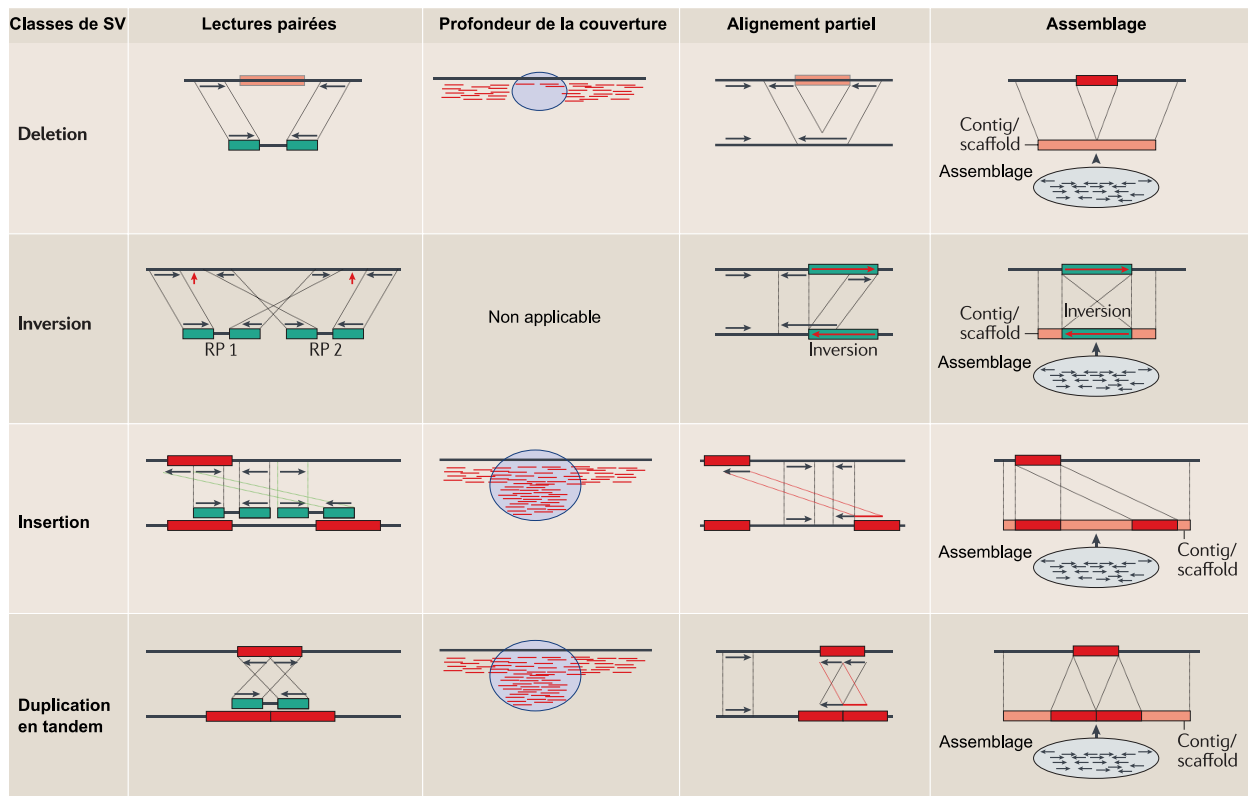 Classes de SV
Lectures pairées
Profondeur de la couverture
Alignement partiel
Assemblage
Deletion
Contig/
scaffold
Assemblage
Inversion
RP 1
RP 2
Non applicable
Inversion
Inversion
Contig/
scaffold
Assemblage
Insertion
Assemblage
Contig/
scaffold
Duplication
en tandem
Assemblage
Contig/
scaffold